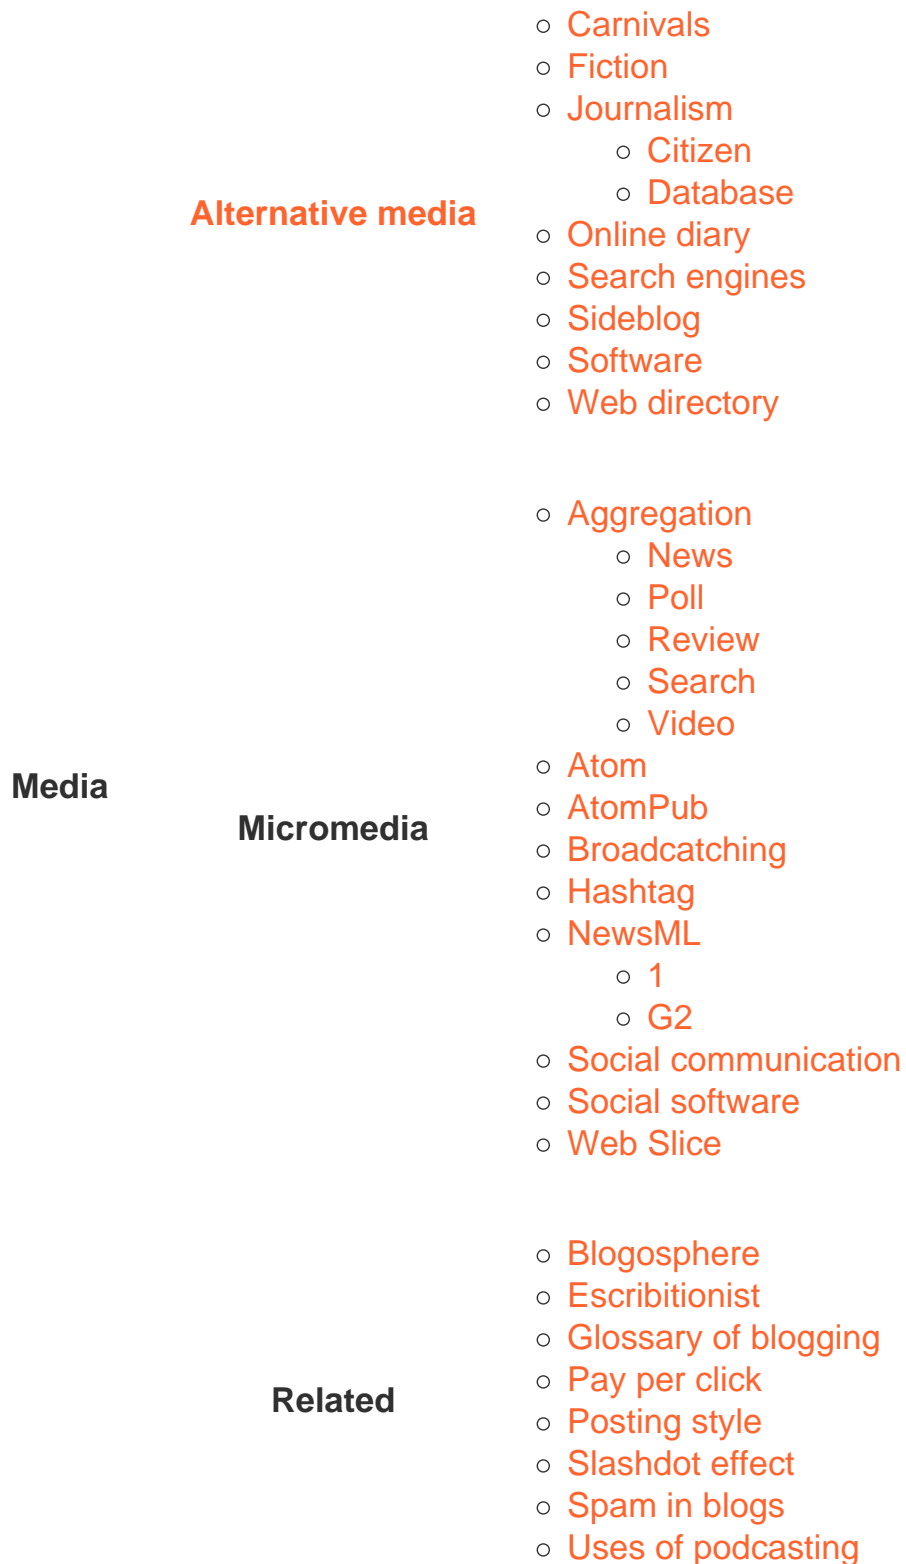 Carnivals
Fiction
Journalism
Citizen
Database
Alternative media
Online diary
Search engines
Sideblog
Software
Web directory
Aggregation
News
Poll
Review
Search
Video
Atom
Media
AtomPub
Micromedia
Broadcatching
Hashtag
NewsML
1
G2
Social communication
Social software
Web Slice
Blogosphere
Escribitionist
Glossary of blogging
Pay per click
Related
Posting style
Slashdot effect
Spam in blogs
Uses of podcasting